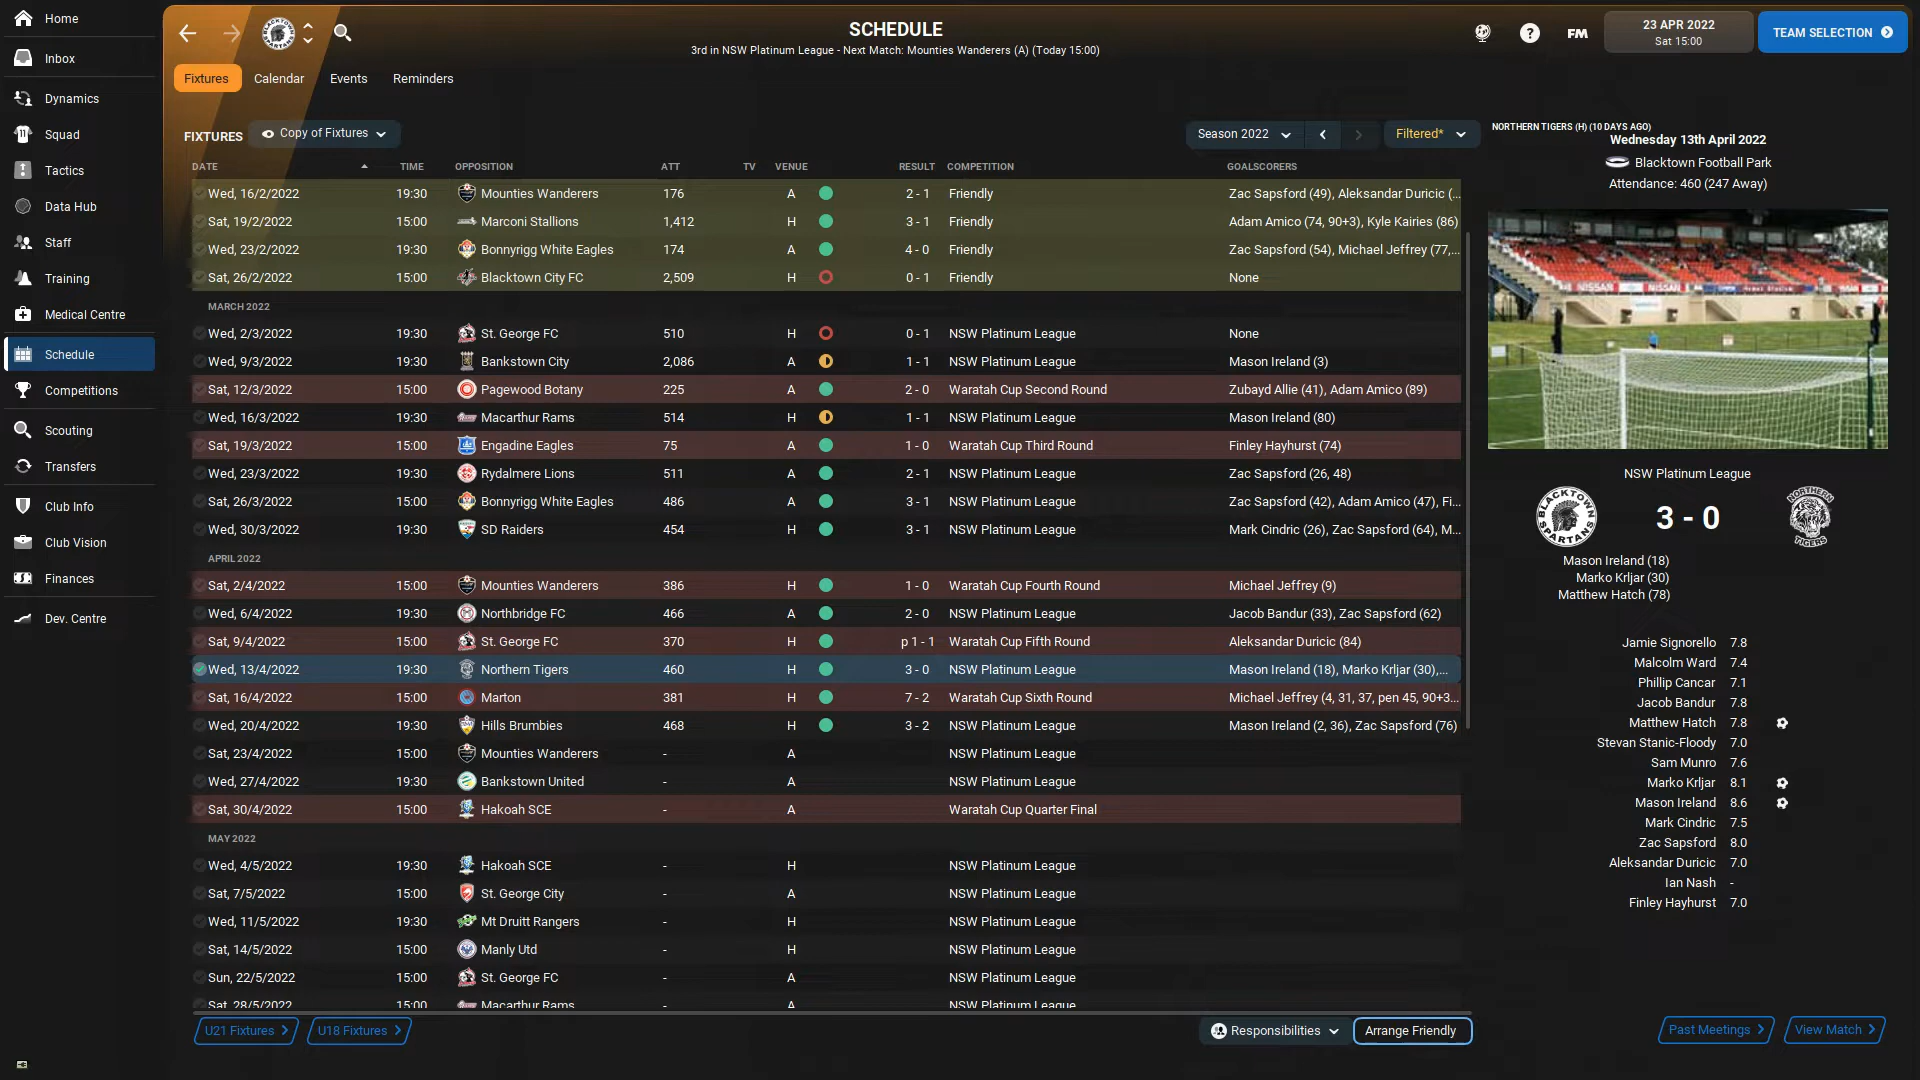 Home
Inbox
Dynamics
Squad
Tactics
Data Hub
Staff
Training
Medical Centre
Schedule
Competitions
Scouting
Transfers
Club Info
Club Vision
Finances
Dev. Centre
SCHEDULE
3rd in NSW Platinum League - Next Match: Mounties Wanderers (A) (Today 15:00)
FM
23 APR 2022
Sat 15:00
TEAM SELECTION
Fixtures Calendar Events Reminders
FIXTURES Copy of Fixtures Season 2022 Filtered*
DATE TIME OPPOSITION ATT TV VENUE RESULT COMPETITION GOALSCORERS
Wed, 16/2/2022 19:30 Mounties Wanderers 176 A 2 - 1 Friendly Zac Sapsford (49), Aleksandar Duricic (...
Sat, 19/2/2022 15:00 Marconi Stallions 1,412 H 3 - 1 Friendly Adam Amico (74, 90+3), Kyle Kairies (86)
Wed, 23/2/2022 19:30 Bonnyrigg White Eagles 174 A 4 - 0 Friendly Zac Sapsford (54), Michael Jeffrey (77,...
Sat, 26/2/2022 15:00 Blacktown City FC 2,509 H 0 - 1 Friendly None
MARCH 2022
Wed, 2/3/2022 19:30 St. George FC 510 H 0 - 1 NSW Platinum League None
Wed, 9/3/2022 19:30 Bankstown City 2,086 A 1 - 1 NSW Platinum League Mason Ireland (3)
Sat, 12/3/2022 15:00 Pagewood Botany 225 A 2 - 0 Waratah Cup Second Round Zubayd Allie (41), Adam Amico (89)
Wed, 16/3/2022 19:30 Macarthur Rams 514 H 1 - 1 NSW Platinum League Mason Ireland (80)
Sat, 19/3/2022 15:00 Engadine Eagles 75 A 1 - 0 Waratah Cup Third Round Finley Hayhurst (74)
Wed, 23/3/2022 19:30 Rydalmere Lions 511 A 2 - 1 NSW Platinum League Zac Sapsford (26, 48)
Sat, 26/3/2022 15:00 Bonnyrigg White Eagles 486 A 3 - 1 NSW Platinum League Zac Sapsford (42), Adam Amico (47), Fi...
Wed, 30/3/2022 19:30 SD Raiders 454 H 3 - 1 NSW Platinum League Mark Cindric (26), Zac Sapsford (64), M...
APRIL 2022
Sat, 2/4/2022 15:00 Mounties Wanderers 386 H 1 - 0 Waratah Cup Fourth Round Michael Jeffrey (9)
Wed, 6/4/2022 19:30 Northbridge FC 466 A 2 - 0 NSW Platinum League Jacob Bandur (33), Zac Sapsford (62)
Sat, 9/4/2022 15:00 St. George FC 370 H p 1 - 1 Waratah Cup Fifth Round Aleksandar Duricic (84)
Wed, 13/4/2022 19:30 Northern Tigers 460 H 3 - 0 NSW Platinum League Mason Ireland (18), Marko Krljar (30),...
Sat, 16/4/2022 15:00 Marton 381 H 7 - 2 Waratah Cup Sixth Round Michael Jeffrey (4, 31, 37, pen 45, 90+3...
Wed, 20/4/2022 19:30 Hills Brumbies 468 H 3 - 2 NSW Platinum League Mason Ireland (2, 36), Zac Sapsford (76)
Sat, 23/4/2022 15:00 Mounties Wanderers - A NSW Platinum League
Wed, 27/4/2022 19:30 Bankstown United - A NSW Platinum League
Sat, 30/4/2022 15:00 Hakoah SCE - A Waratah Cup Quarter Final
MAY 2022
Wed, 4/5/2022 19:30 Hakoah SCE - H NSW Platinum League
Sat, 7/5/2022 15:00 St. George City - A NSW Platinum League
Wed, 11/5/2022 19:30 Mt Druitt Rangers - H NSW Platinum League
Sat, 14/5/2022 15:00 Manly Utd - H NSW Platinum League
Sun, 22/5/2022 15:00 St. George FC - A NSW Platinum League
Sat, 28/5/2022 15:00 Macarthur Rams - A NSW Platinum League
U21 Fixtures U18 Fixtures Responsibilities Arrange Friendly
NORTHERN TIGERS (H) (10 DAYS AGO)
Wednesday 13th April 2022
Blacktown Football Park
Attendance: 460 (247 Away)
NISSAN NISSAN
NSW Platinum League
BLACKTOWN SPARTANS 3 - 0 NORTHERN TIGERS
Mason Ireland (18)
Marko Krljar (30)
Matthew Hatch (78)
Jamie Signorello 7.8
Malcolm Ward 7.4
Phillip Cancar 7.1
Jacob Bandur 7.8
Matthew Hatch 7.8
Stevan Stanic-Floody 7.0
Sam Munro 7.6
Marko Krljar 8.1
Mason Ireland 8.6
Mark Cindric 7.5
Zac Sapsford 8.0
Aleksandar Duricic 7.0
Ian Nash -
Finley Hayhurst 7.0
Past Meetings View Match